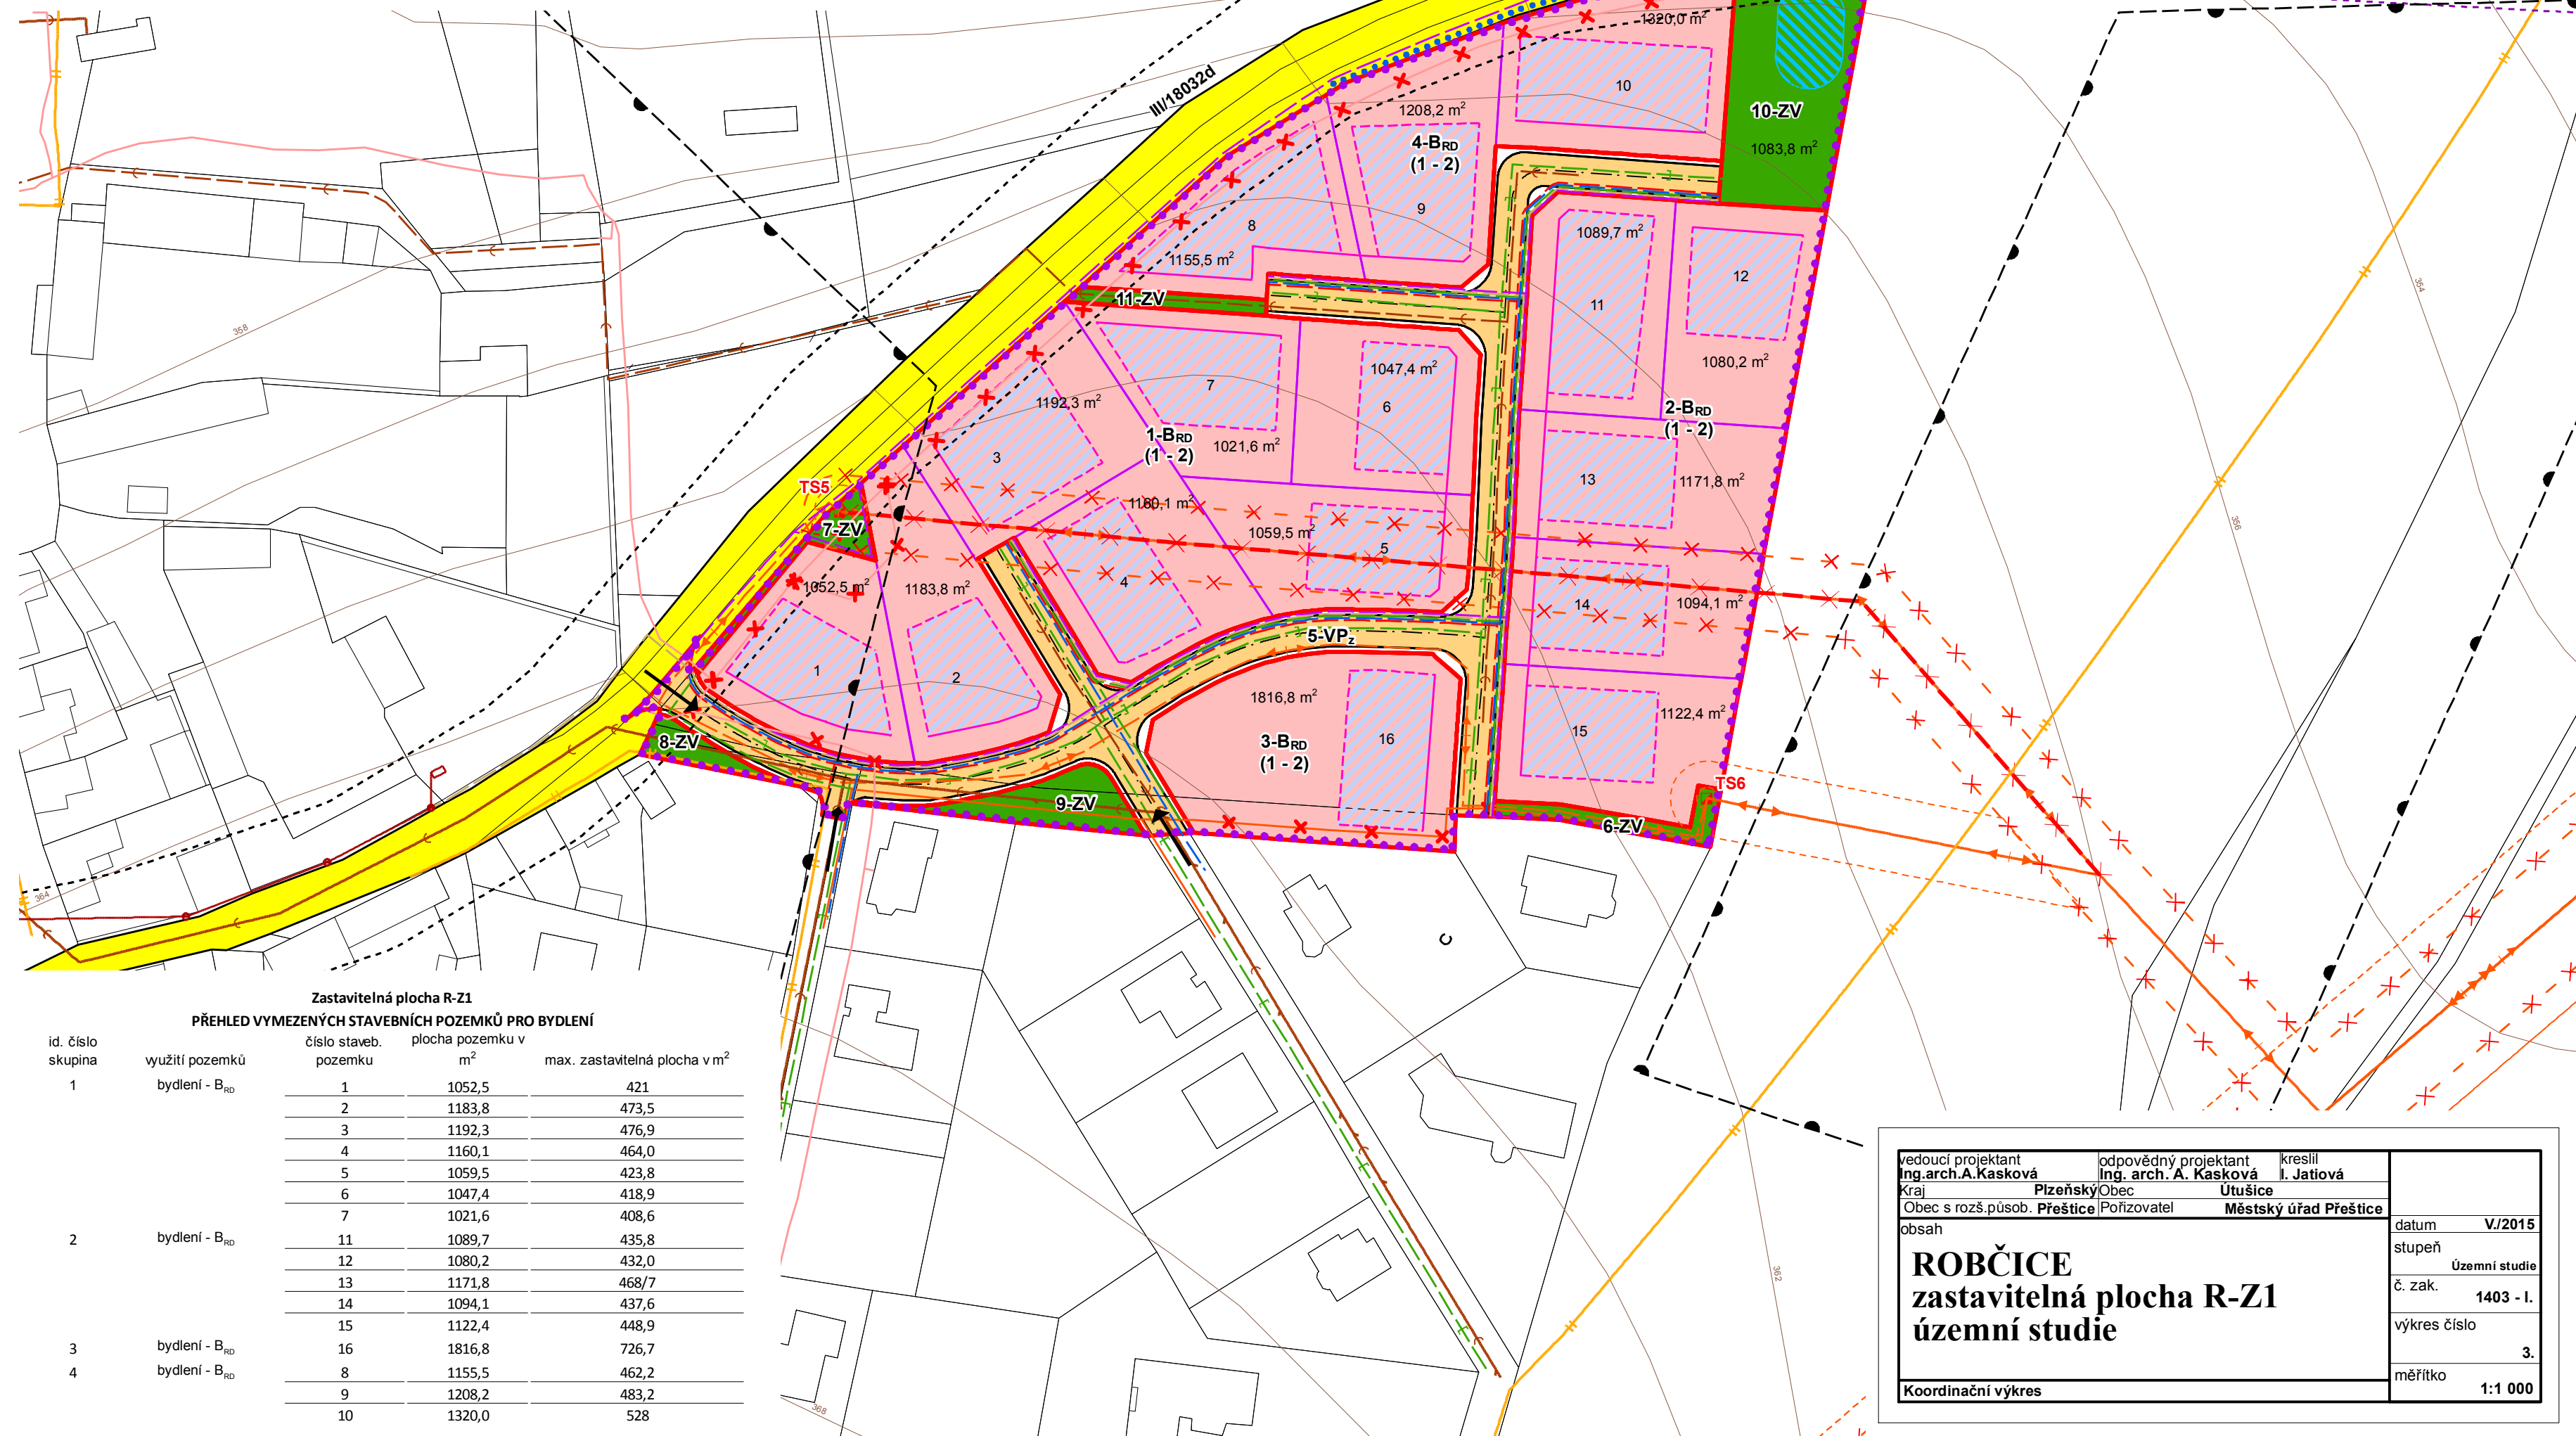 III/18032d
1320,0 m²
10
10-ZV
1083,8 m²
1208,2 m²
4-BRD
(1 - 2)
9
8
1155,5 m²
11-ZV
1089,7 m²
11
12
1080,2 m²
2-BRD
(1 - 2)
7
1047,4 m²
6
1192,3 m²
1-BRD
(1 - 2)
1021,6 m²
3
13
1171,8 m²
TS5
7-ZV
1160,1 m²
1059,5 m²
5
4
14
1094,1 m²
1052,5 m²
1183,8 m²
1
2
5-VPz
1816,8 m²
3-BRD
(1 - 2)
16
15
1122,4 m²
8-ZV
9-ZV
6-ZV
TS6
358
354
356
364
362
368
Zastavitelná plocha R-Z1
PŘEHLED VYMEZENÝCH STAVEBNÍCH POZEMKŮ PRO BYDLENÍ
id. číslo skupina využití pozemků číslo staveb. pozemku plocha pozemku v m² max. zastavitelná plocha v m²
1 bydlení - BRD 1 1052,5 421
2 1183,8 473,5
3 1192,3 476,9
4 1160,1 464,0
5 1059,5 423,8
6 1047,4 418,9
7 1021,6 408,6
2 bydlení - BRD 11 1089,7 435,8
12 1080,2 432,0
13 1171,8 468/7
14 1094,1 437,6
15 1122,4 448,9
3 bydlení - BRD 16 1816,8 726,7
4 bydlení - BRD 8 1155,5 462,2
9 1208,2 483,2
10 1320,0 528
vedoucí projektant odpovědný projektant kreslil
Ing.arch.A.Kasková Ing. arch. A. Kasková I. Jatiová
Kraj Plzeňský Obec Útušice
Obec s rozš.působ. Přeštice Pořizovatel Městský úřad Přeštice
obsah
ROBČICE
zastavitelná plocha R-Z1
územní studie
Koordinační výkres
datum V./2015
stupeň
Územní studie
č. zak.
1403 - I.
výkres číslo
3.
měřítko
1:1 000